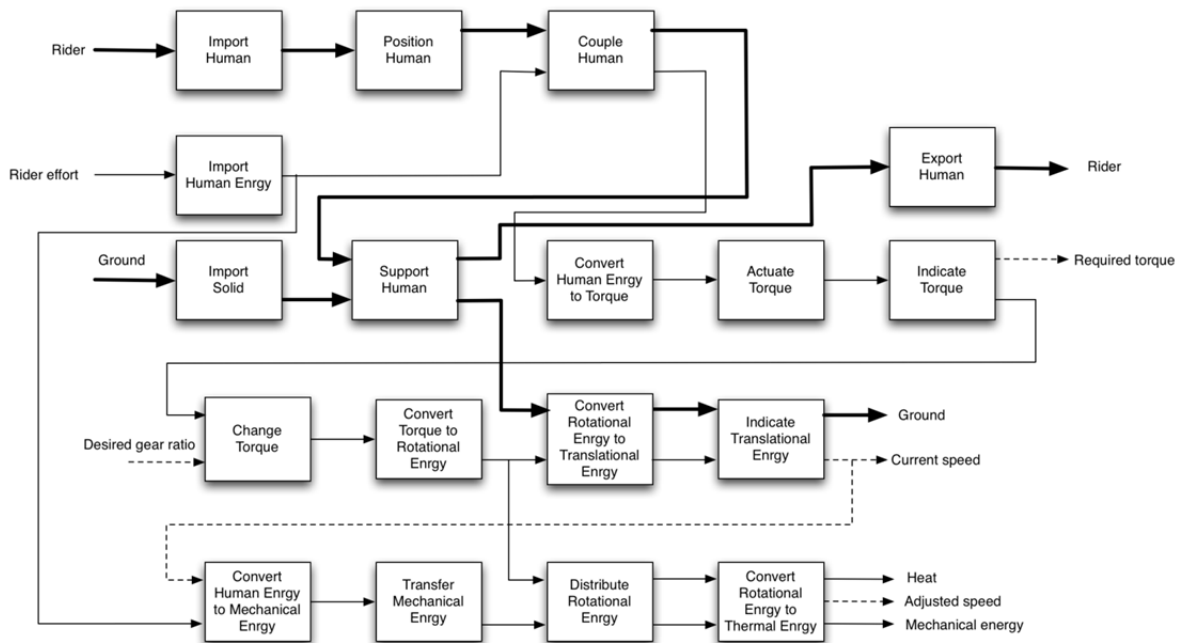 Rider
Import
Human
Position
Human
Couple
Human
Rider effort
Import
Human Enrgy
Export
Human
Rider
Ground
Import
Solid
Support
Human
Convert
Human Enrgy
to Torque
Actuate
Torque
Indicate
Torque
Required torque
Desired gear ratio
Change
Torque
Convert
Torque to
Rotational
Enrgy
Convert
Rotational
Enrgy to
Translational
Enrgy
Indicate
Translational
Enrgy
Ground
Current speed
Convert
Human Enrgy
to Mechanical
Enrgy
Transfer
Mechanical
Enrgy
Distribute
Rotational
Enrgy
Convert
Rotational
Enrgy to
Thermal Enrgy
Heat
Adjusted speed
Mechanical energy